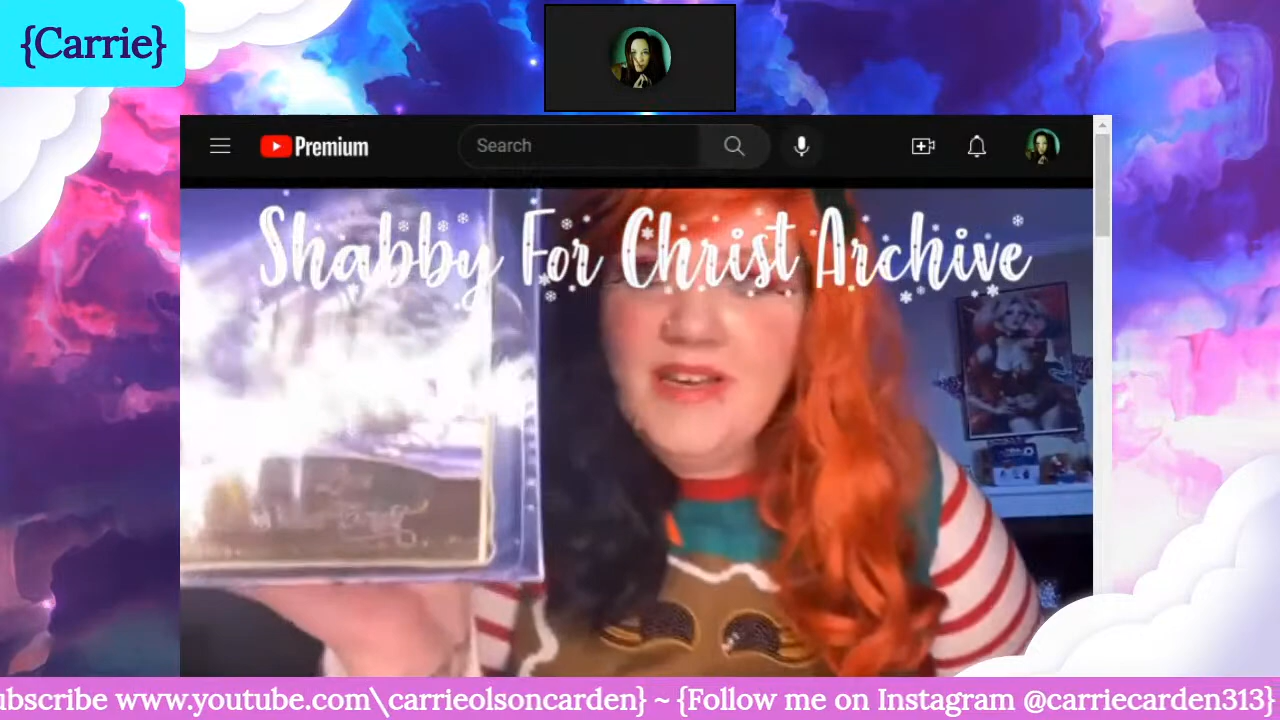 {Carrie}
Premium
Search
Shabby For Christ Archive
ubscribe www.youtube.com\carrieolsoncarden} ~ {Follow me on Instagram @carriecarden313}